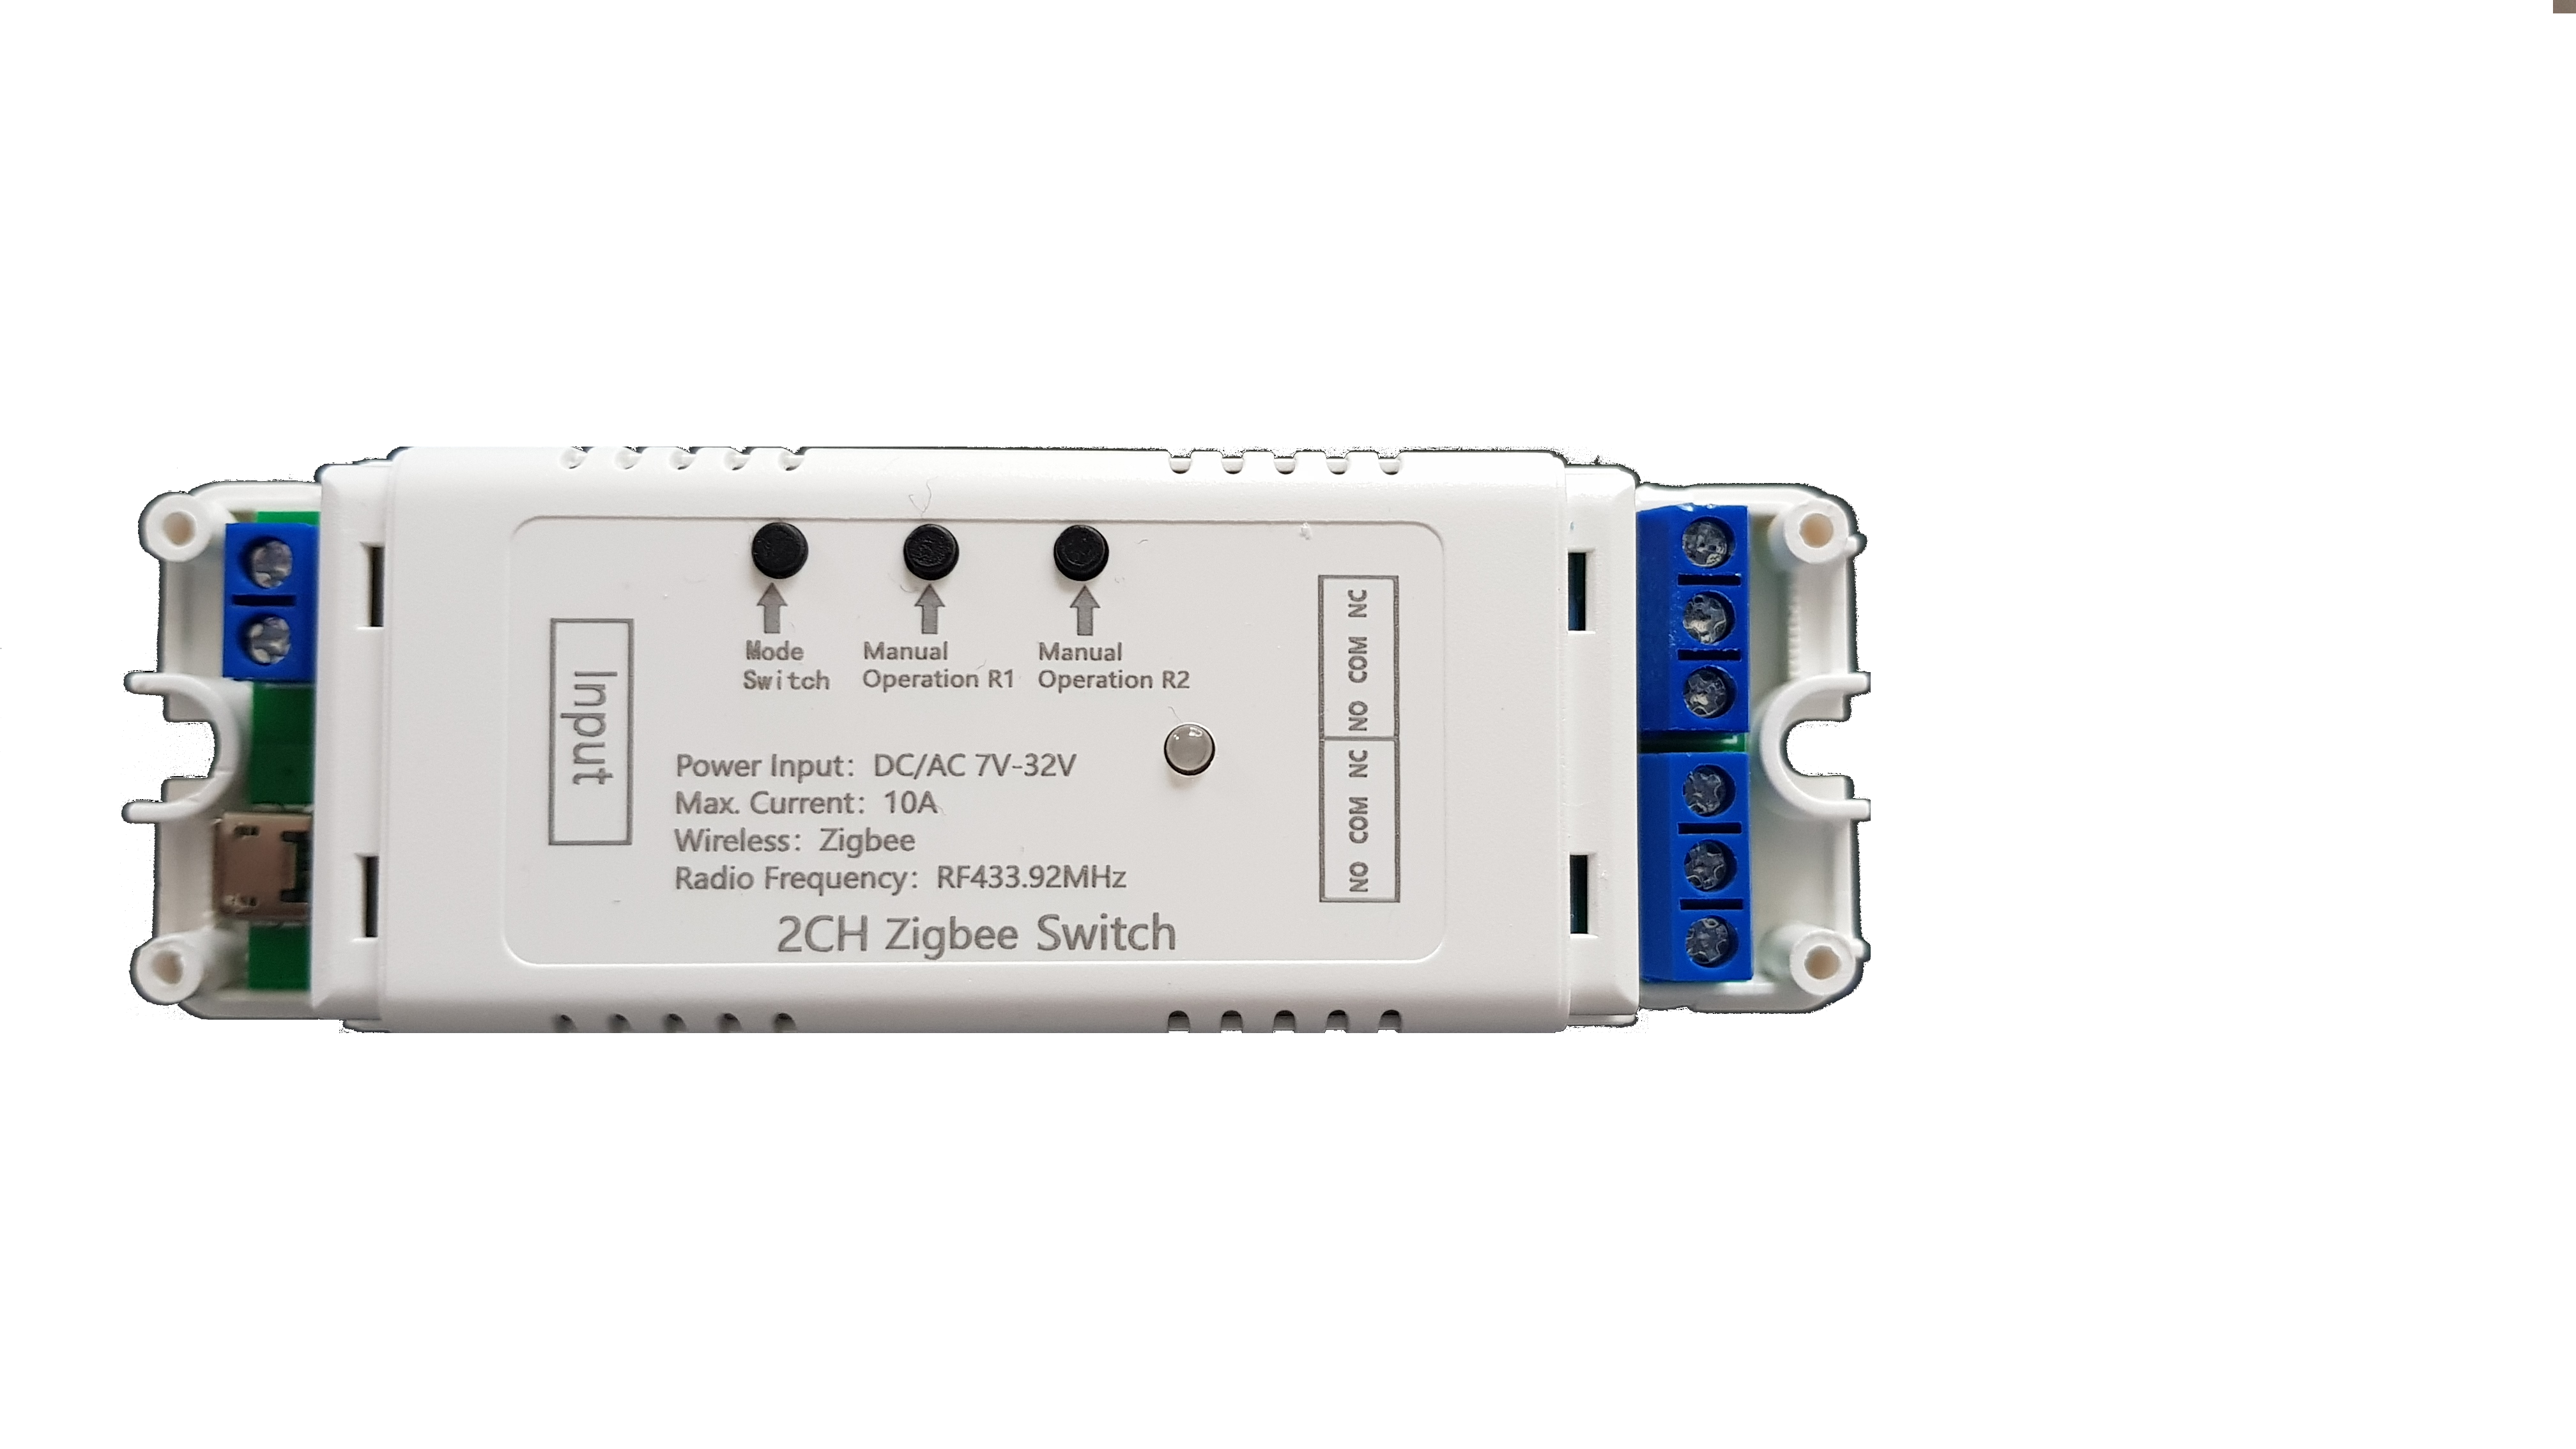 Input
Mode
Switch
Manual
Operation R1
Manual
Operation R2
NO COM NC
NO COM NC
Power Input: DC/AC 7V-32V
Max. Current: 10A
Wireless: Zigbee
Radio Frequency: RF433.92MHz
2CH Zigbee Switch